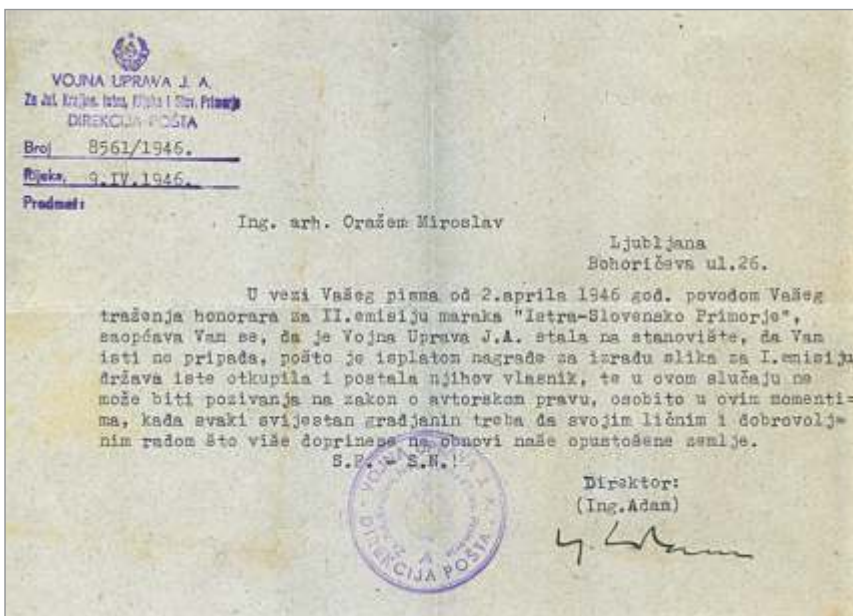 VOJNA UPRAVA J. A.
Za Jul. Krajinu, Istru, Rijeku i Slov. Primorje
DIREKCIJA POŠTA
Broj 8561/1946.
Rijeka, 9.IV.1946.
Predmet:
Ing. arh. Oražem Miroslav
Ljubljana
Bohoričeva ul.26.
U vezi Vašeg pisma od 2.aprila 1946 god. povodom Vašeg
traženja honorara za II.emisiju maraka "Istra-Slovensko Primorje",
saopćava Vam se, da je Vojna Uprava J.A. stala na stanovište, da Vam
isti ne pripada, pošto je isplatom nagrade za izradu slika za I.emisiju
država iste otkupila i postala njihov vlasnik, te u ovom slučaju ne
može biti pozivanja na zakon o avtorskom pravu, osobito u ovim momenti=
ma, kada svaki svijestan gradjanin treba da svojim ličnim i dobrovolj=
nim radom što više doprinese na obnovi naše opustošene zemlje.
S.F. - S.N.!
VOJNA UPRAVA J.A.
DIREKCIJA POŠTA
Direktor:
(Ing.Adam)